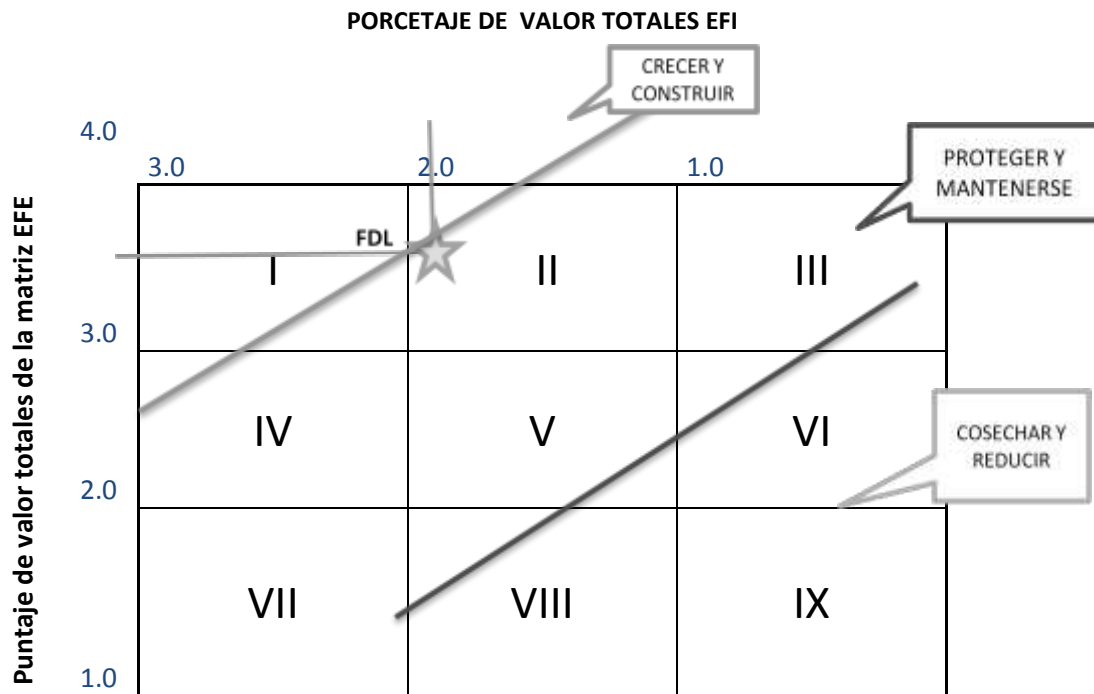 PORCETAJE DE VALOR TOTALES EFI
CRECER Y
CONSTRUIR
4.0
3.0
2.0
1.0
PROTEGER Y
MANTENERSE
FDL
I
II
III
3.0
Puntaje de valor totales de la matriz EFE
IV
V
VI
COSECHAR Y
REDUCIR
2.0
VII
VIII
IX
1.0